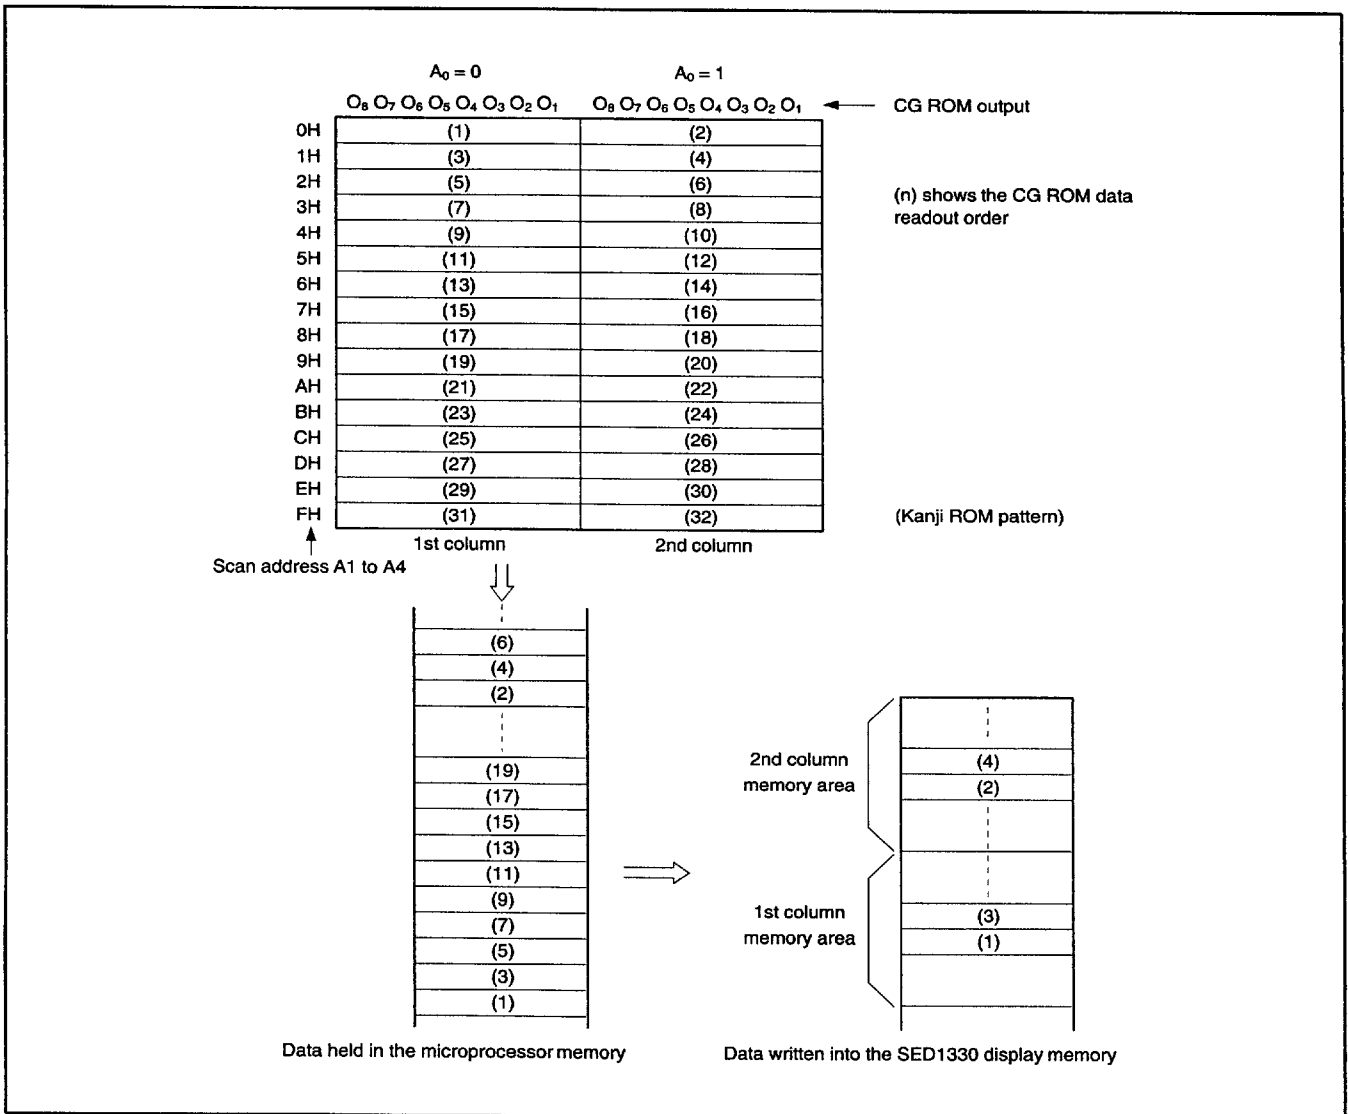 A₀ = 0 A₀ = 1
O₈ O₇ O₆ O₅ O₄ O₃ O₂ O₁ O₈ O₇ O₆ O₅ O₄ O₃ O₂ O₁ CG ROM output
0H (1) (2)
1H (3) (4)
2H (5) (6)
(n) shows the CG ROM data
readout order
3H (7) (8)
4H (9) (10)
5H (11) (12)
6H (13) (14)
7H (15) (16)
8H (17) (18)
9H (19) (20)
AH (21) (22)
BH (23) (24)
CH (25) (26)
DH (27) (28)
EH (29) (30)
FH (31) (32) (Kanji ROM pattern)
1st column 2nd column
Scan address A1 to A4
(6)
(4)
(2)
(19)
(17)
(15)
(13)
(11)
(9)
(7)
(5)
(3)
(1)
Data held in the microprocessor memory
2nd column
memory area
(4)
(2)
1st column
memory area
(3)
(1)
Data written into the SED1330 display memory